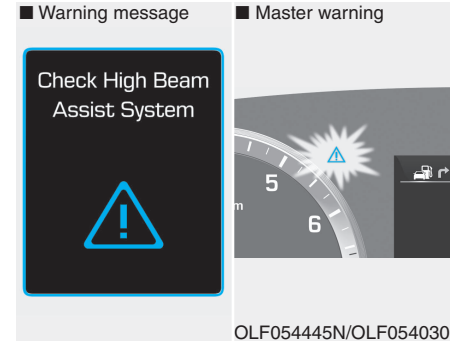 ■ Warning message
■ Master warning
Check High Beam
Assist System
5
m
6
OLF054445N/OLF054030